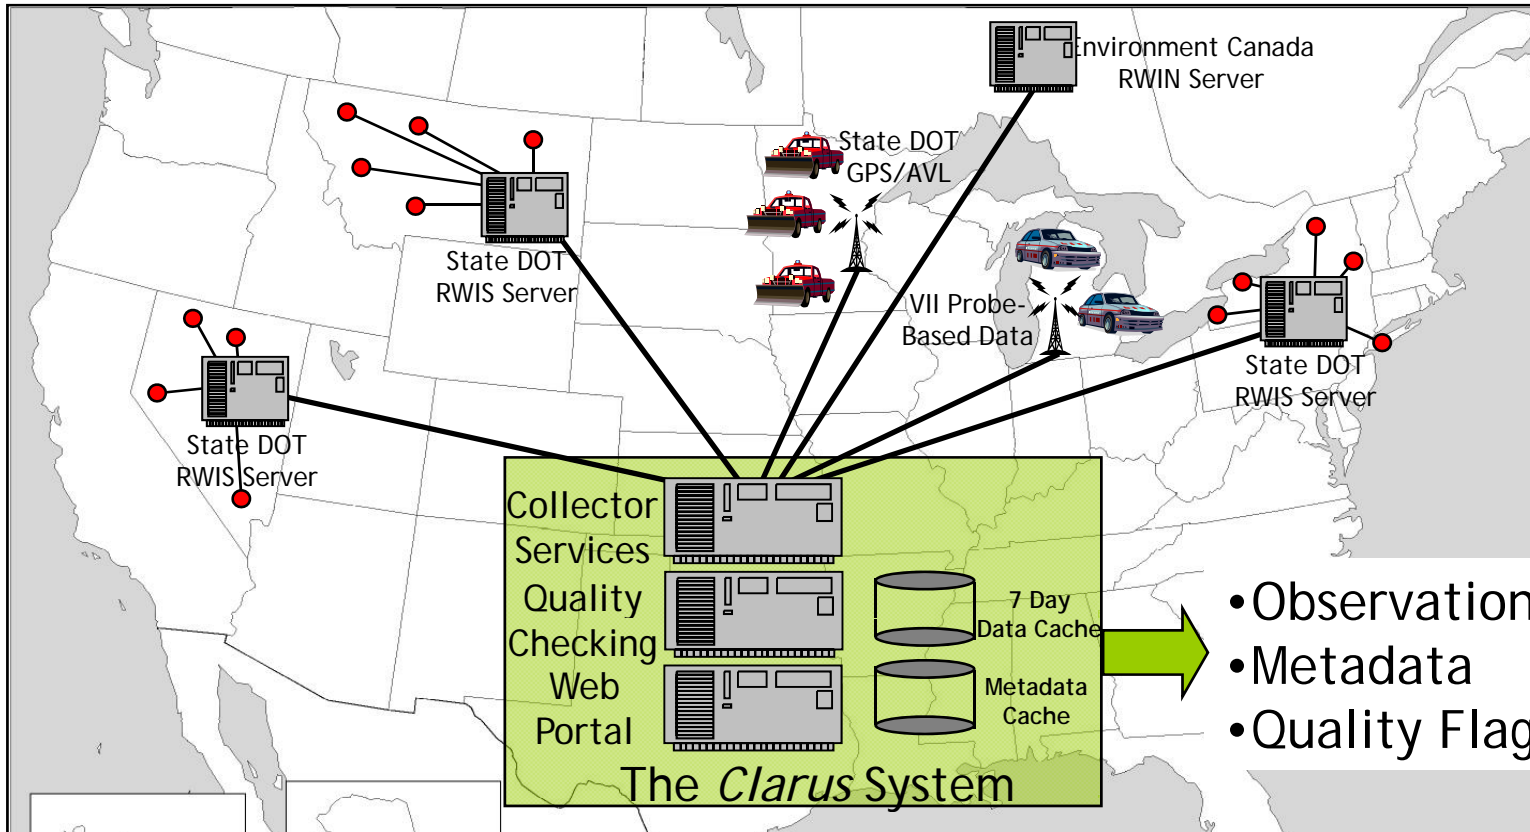 Environment Canada
RWIN Server
State DOT
GPS/AVL
State DOT
RWIS Server
VII Probe-
Based Data
State DOT
RWIS Server
State DOT
RWIS Server
Collector
Services
Quality
Checking
Web
Portal
7 Day
Data Cache
Metadata
Cache
The Clarus System
•Observation
•Metadata
•Quality Flag